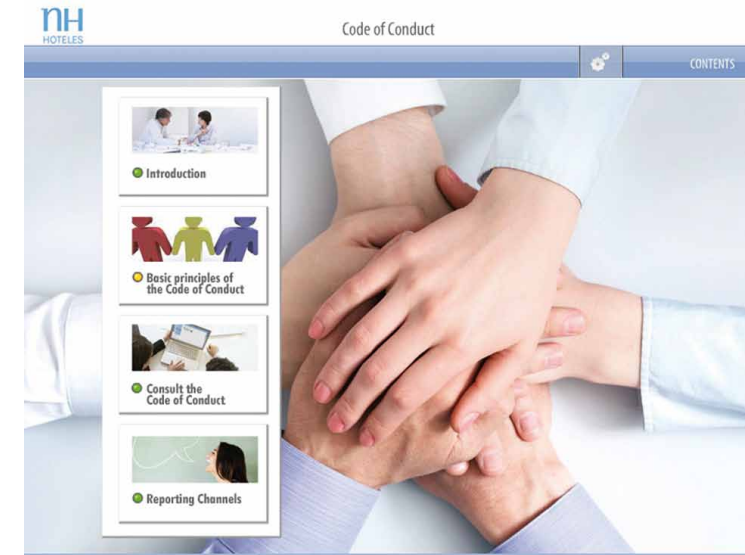 nH
HOTELES
Code of Conduct
CONTENTS
Introduction
Basic principles of
the Code of Conduct
Consult the
Code of Conduct
Reporting Channels